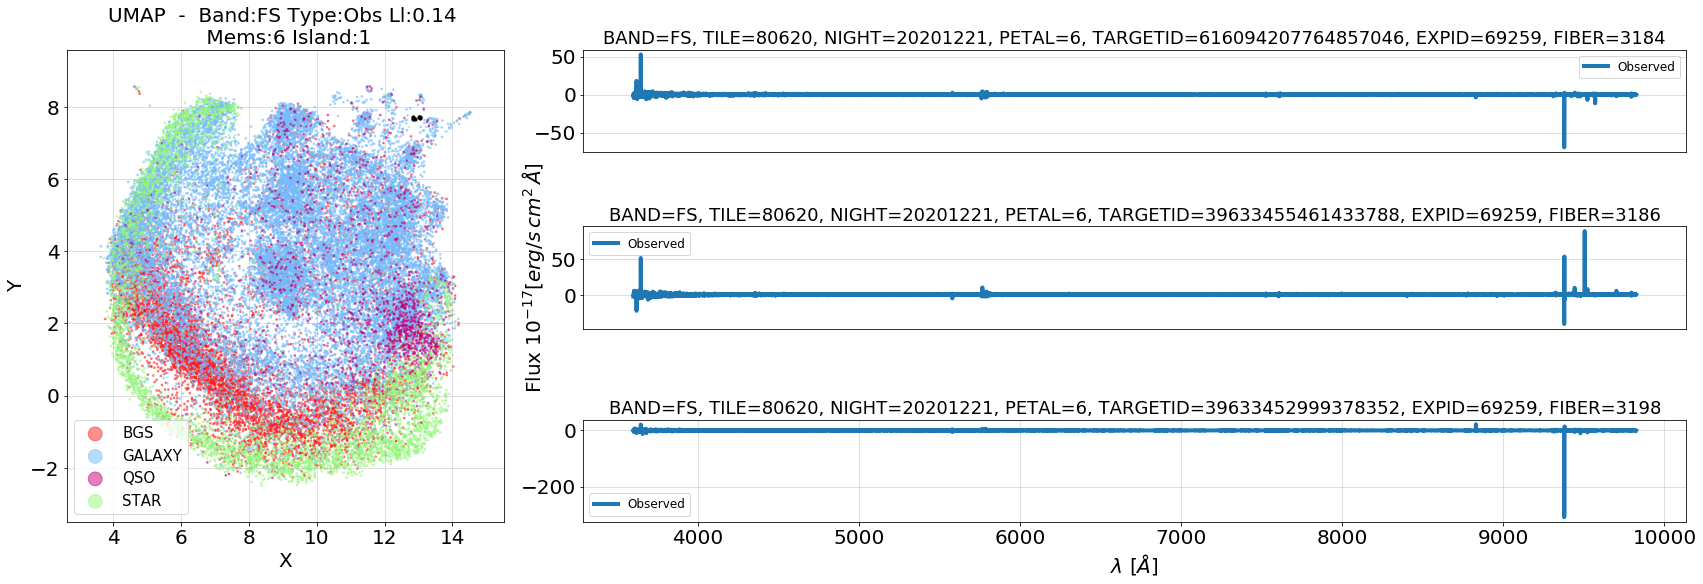 UMAP - Band:FS Type:Obs Ll:0.14
Mems:6 Island:1
Y
8
6
4
2
0
−2
BGS
GALAXY
QSO
STAR
4 6 8 10 12 14
X
Flux 10^{-17}[erg/s cm^2 Å]
BAND=FS, TILE=80620, NIGHT=20201221, PETAL=6, TARGETID=616094207764857046, EXPID=69259, FIBER=3184
50
0
−50
Observed
BAND=FS, TILE=80620, NIGHT=20201221, PETAL=6, TARGETID=39633455461433788, EXPID=69259, FIBER=3186
50
0
Observed
BAND=FS, TILE=80620, NIGHT=20201221, PETAL=6, TARGETID=39633452999378352, EXPID=69259, FIBER=3198
0
−200
Observed
4000 5000 6000 7000 8000 9000 10000
λ [Å]